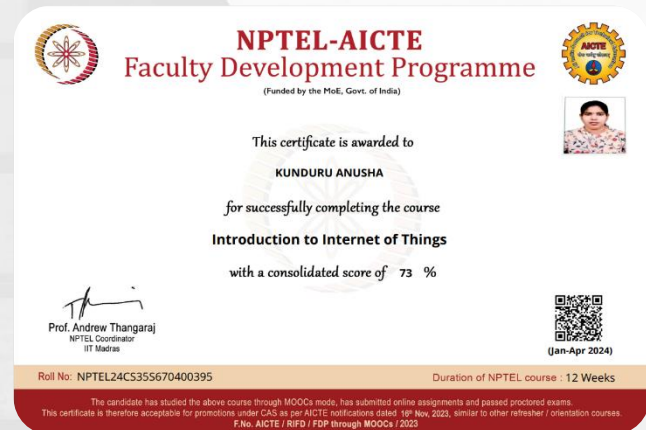 NPTEL-AICTE
Faculty Development Programme
(Funded by the MoE, Govt. of India)
AICTE
This certificate is awarded to
KUNDURU ANUSHA
for successfully completing the course
Introduction to Internet of Things
with a consolidated score of 73 %
Prof. Andrew Thangaraj
NPTEL Coordinator
IIT Madras
(Jan-Apr 2024)
Roll No: NPTEL24CS35S670400395
Duration of NPTEL course : 12 Weeks
The candidate has studied the above course through MOOCs mode, has submitted online assignments and passed proctored exams.
This certificate is therefore acceptable for promotions under CAS as per AICTE notifications dated 16th Nov, 2023, similar to other refresher / orientation courses.
F.No. AICTE / RIFD / FDP through MOOCs / 2023